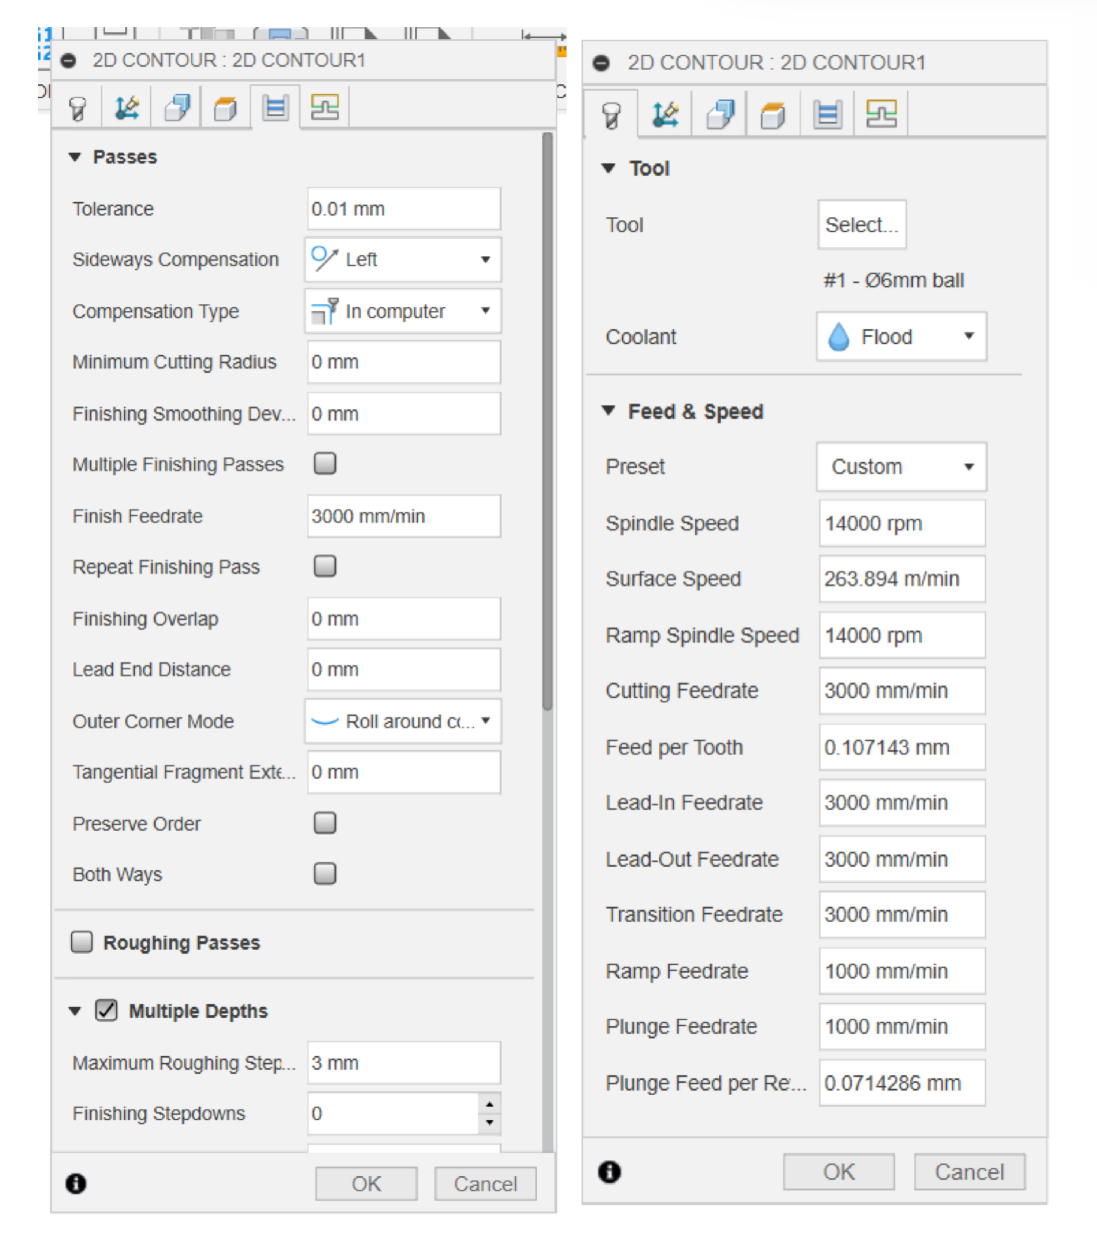 2D CONTOUR : 2D CONTOUR1
Passes
Tolerance 0.01 mm
Sideways Compensation Left
Compensation Type In computer
Minimum Cutting Radius 0 mm
Finishing Smoothing Dev... 0 mm
Multiple Finishing Passes
Finish Feedrate 3000 mm/min
Repeat Finishing Pass
Finishing Overlap 0 mm
Lead End Distance 0 mm
Outer Corner Mode Roll around co...
Tangential Fragment Exte... 0 mm
Preserve Order
Both Ways
Roughing Passes
Multiple Depths
Maximum Roughing Step... 3 mm
Finishing Stepdowns 0
OK Cancel
2D CONTOUR : 2D CONTOUR1
Tool
Tool Select...
#1 - Ø6mm ball
Coolant Flood
Feed & Speed
Preset Custom
Spindle Speed 14000 rpm
Surface Speed 263.894 m/min
Ramp Spindle Speed 14000 rpm
Cutting Feedrate 3000 mm/min
Feed per Tooth 0.107143 mm
Lead-In Feedrate 3000 mm/min
Lead-Out Feedrate 3000 mm/min
Transition Feedrate 3000 mm/min
Ramp Feedrate 1000 mm/min
Plunge Feedrate 1000 mm/min
Plunge Feed per Re... 0.0714286 mm
OK Cancel